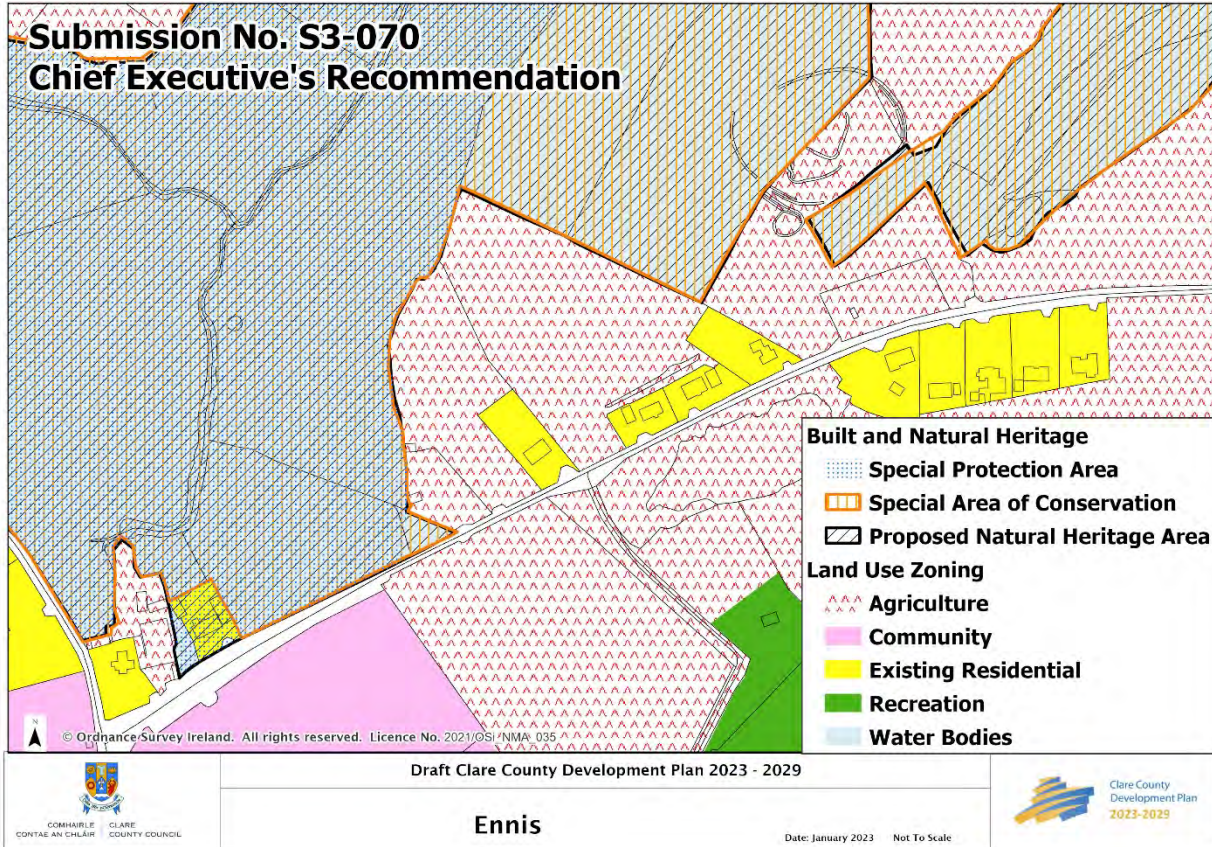 Submission No. S3-070
Chief Executive's Recommendation
Built and Natural Heritage
Special Protection Area
Special Area of Conservation
Proposed Natural Heritage Area
Land Use Zoning
Agriculture
Community
Existing Residential
Recreation
Water Bodies
N
© Ordnance Survey Ireland. All rights reserved. Licence No. 2021/OSi_NMA_035
COMHAIRLE CLARE
CONTAE AN CHLÁIR COUNTY COUNCIL
Draft Clare County Development Plan 2023 - 2029
Ennis
Date: January 2023 Not To Scale
Clare County
Development Plan
2023-2029